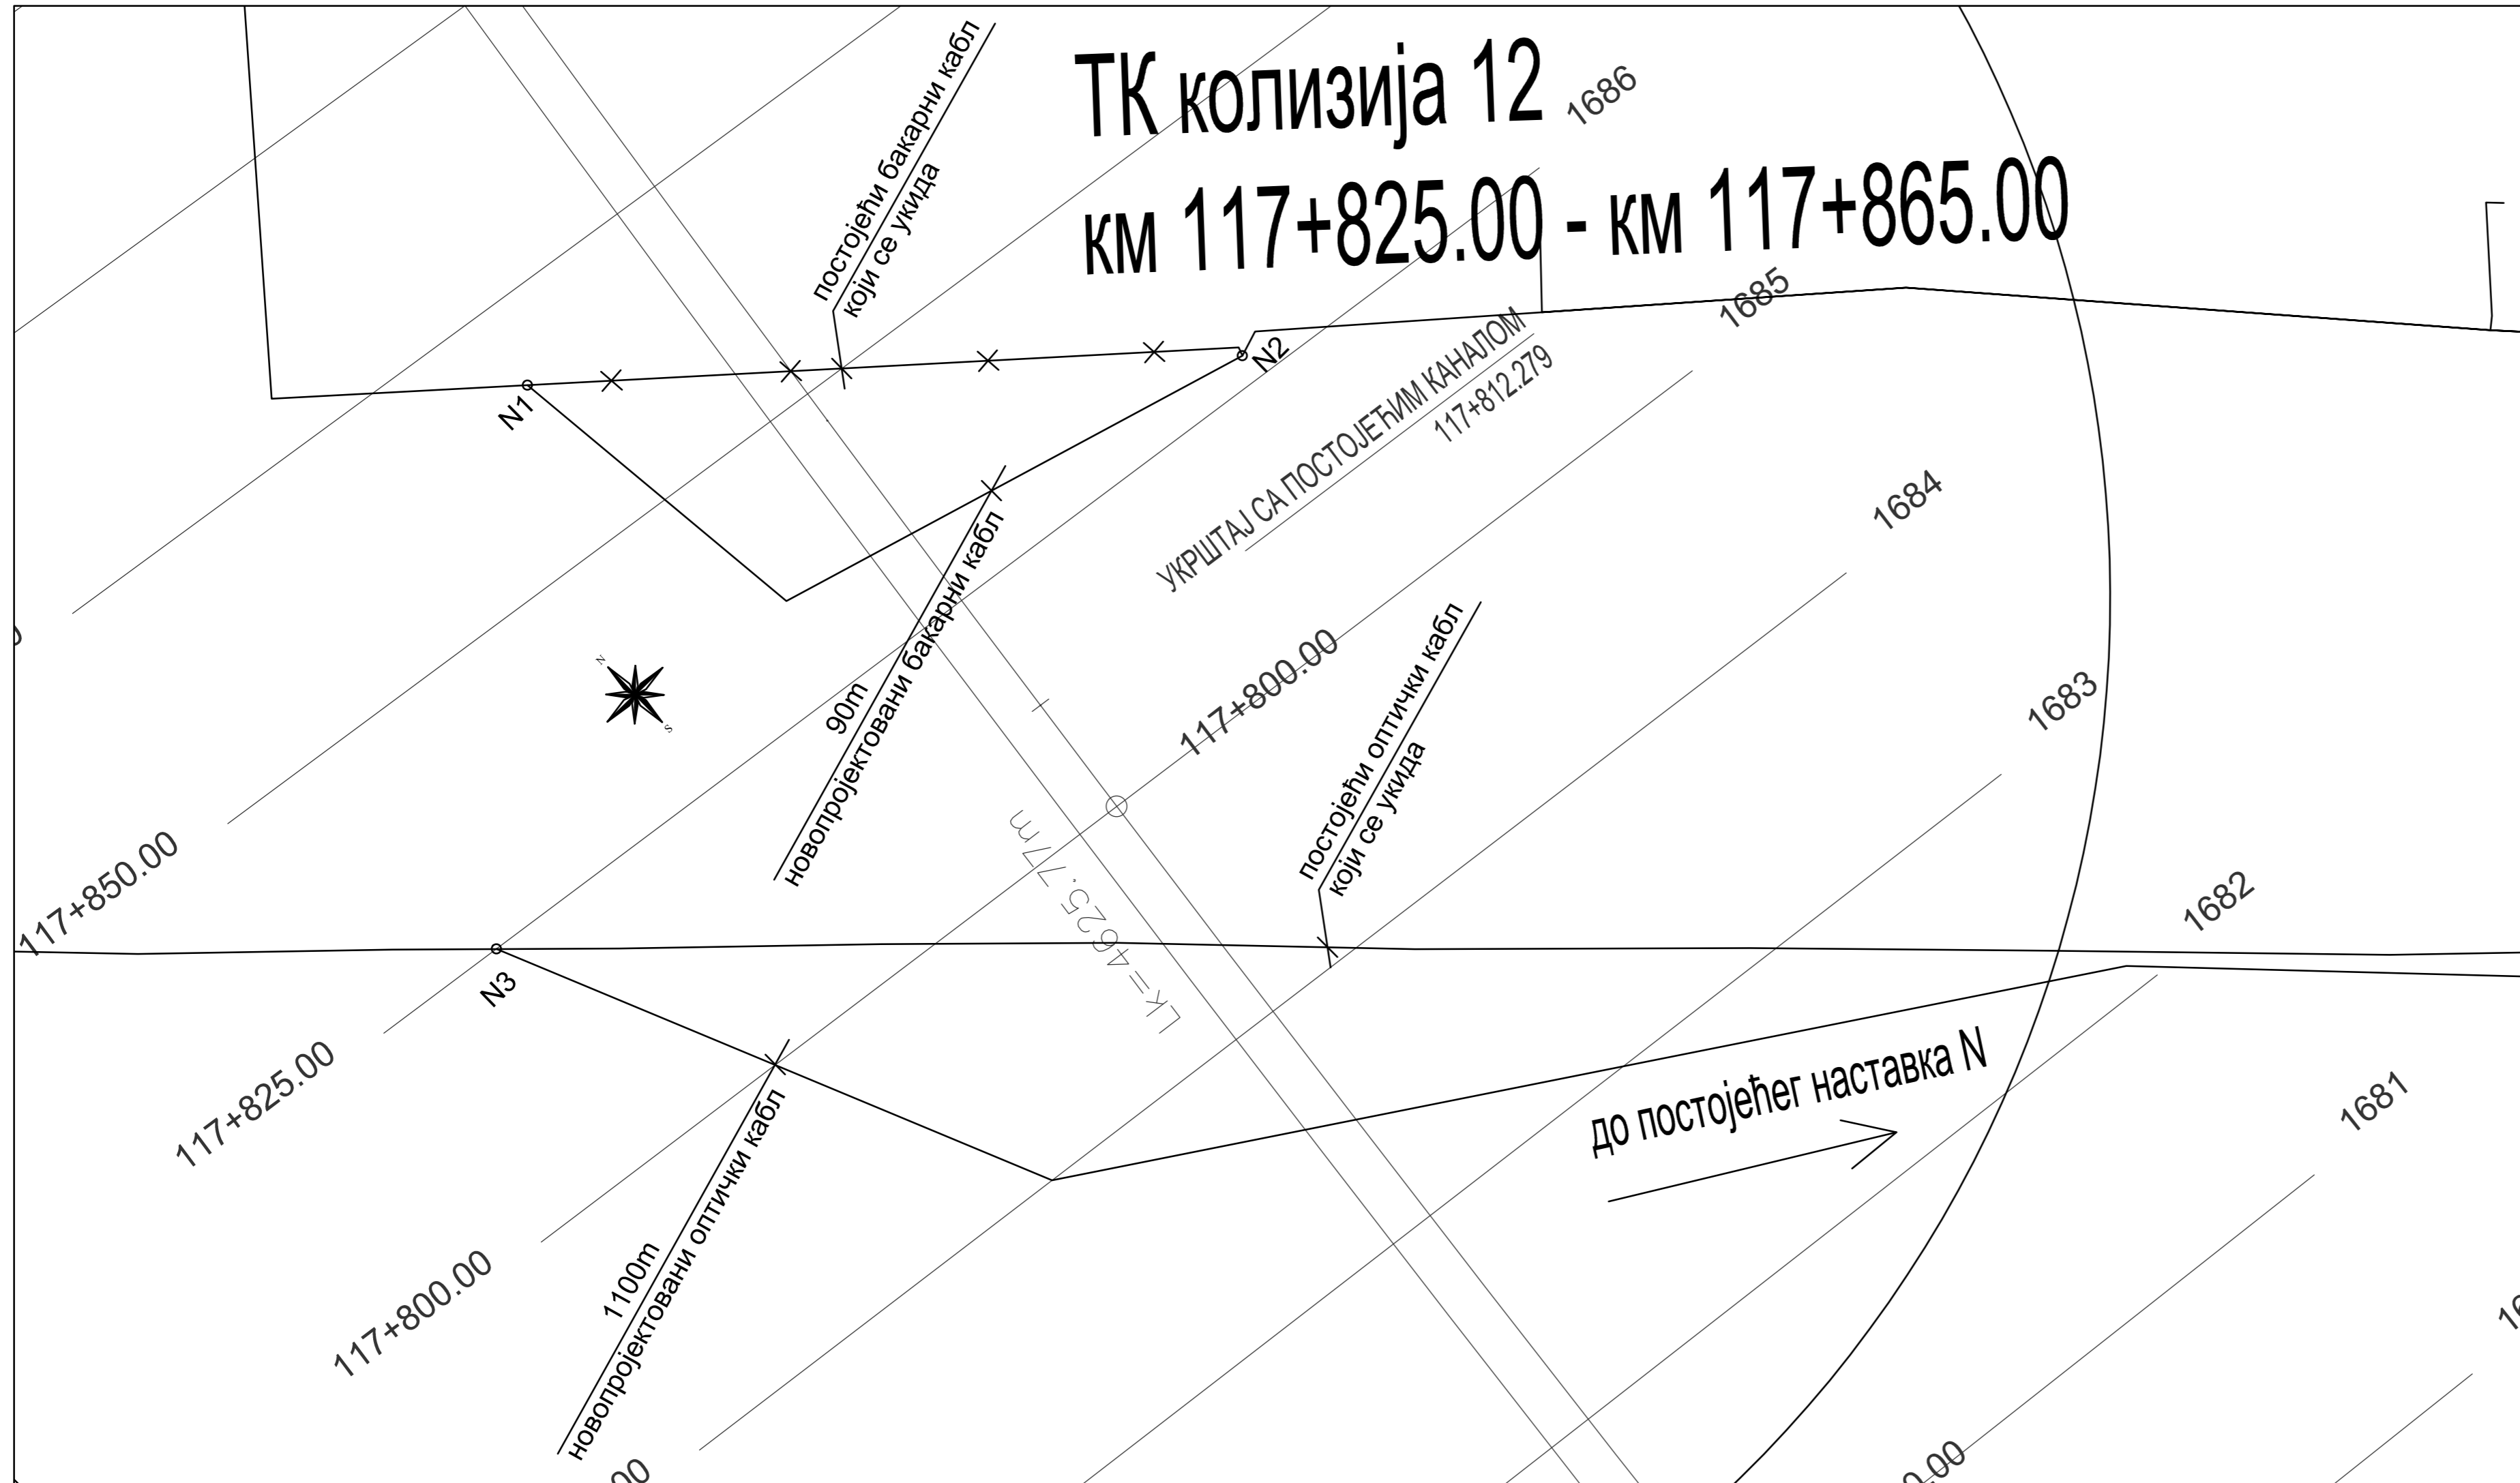 ТК колизија 12
км 117+825.00 - км 117+865.00
постојећи бакарни кабл
који се укида
1686
1685
1684
1683
1682
1681
N1
N2
УКРШТАЈ СА ПОСТОЈЕЋИМ КАНАЛОМ
117+812.279
N
S
90m
новопројектовани бакарни кабл
117+800.00
постојећи оптички кабл
који се укида
117+850.00
N3
117+825.00
до постојећег наставка N
117+800.00
1100m
новопројектовани оптички кабл